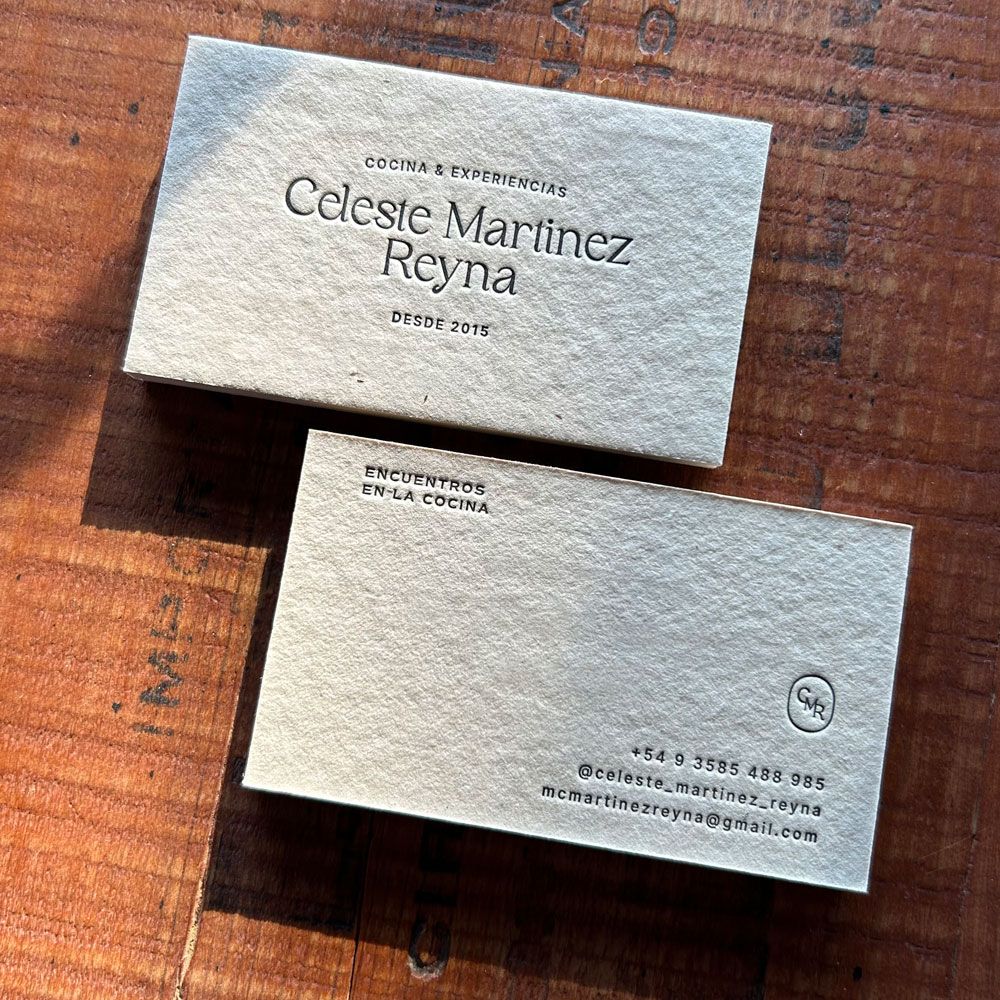 COCINA & EXPERIENCIAS
Celeste Martinez
Reyna
DESDE 2015
ENCUENTROS
EN LA COCINA
CMR
+54 9 3585 488 985
@celeste_martinez_reyna
mcmartinezreyna@gmail.com